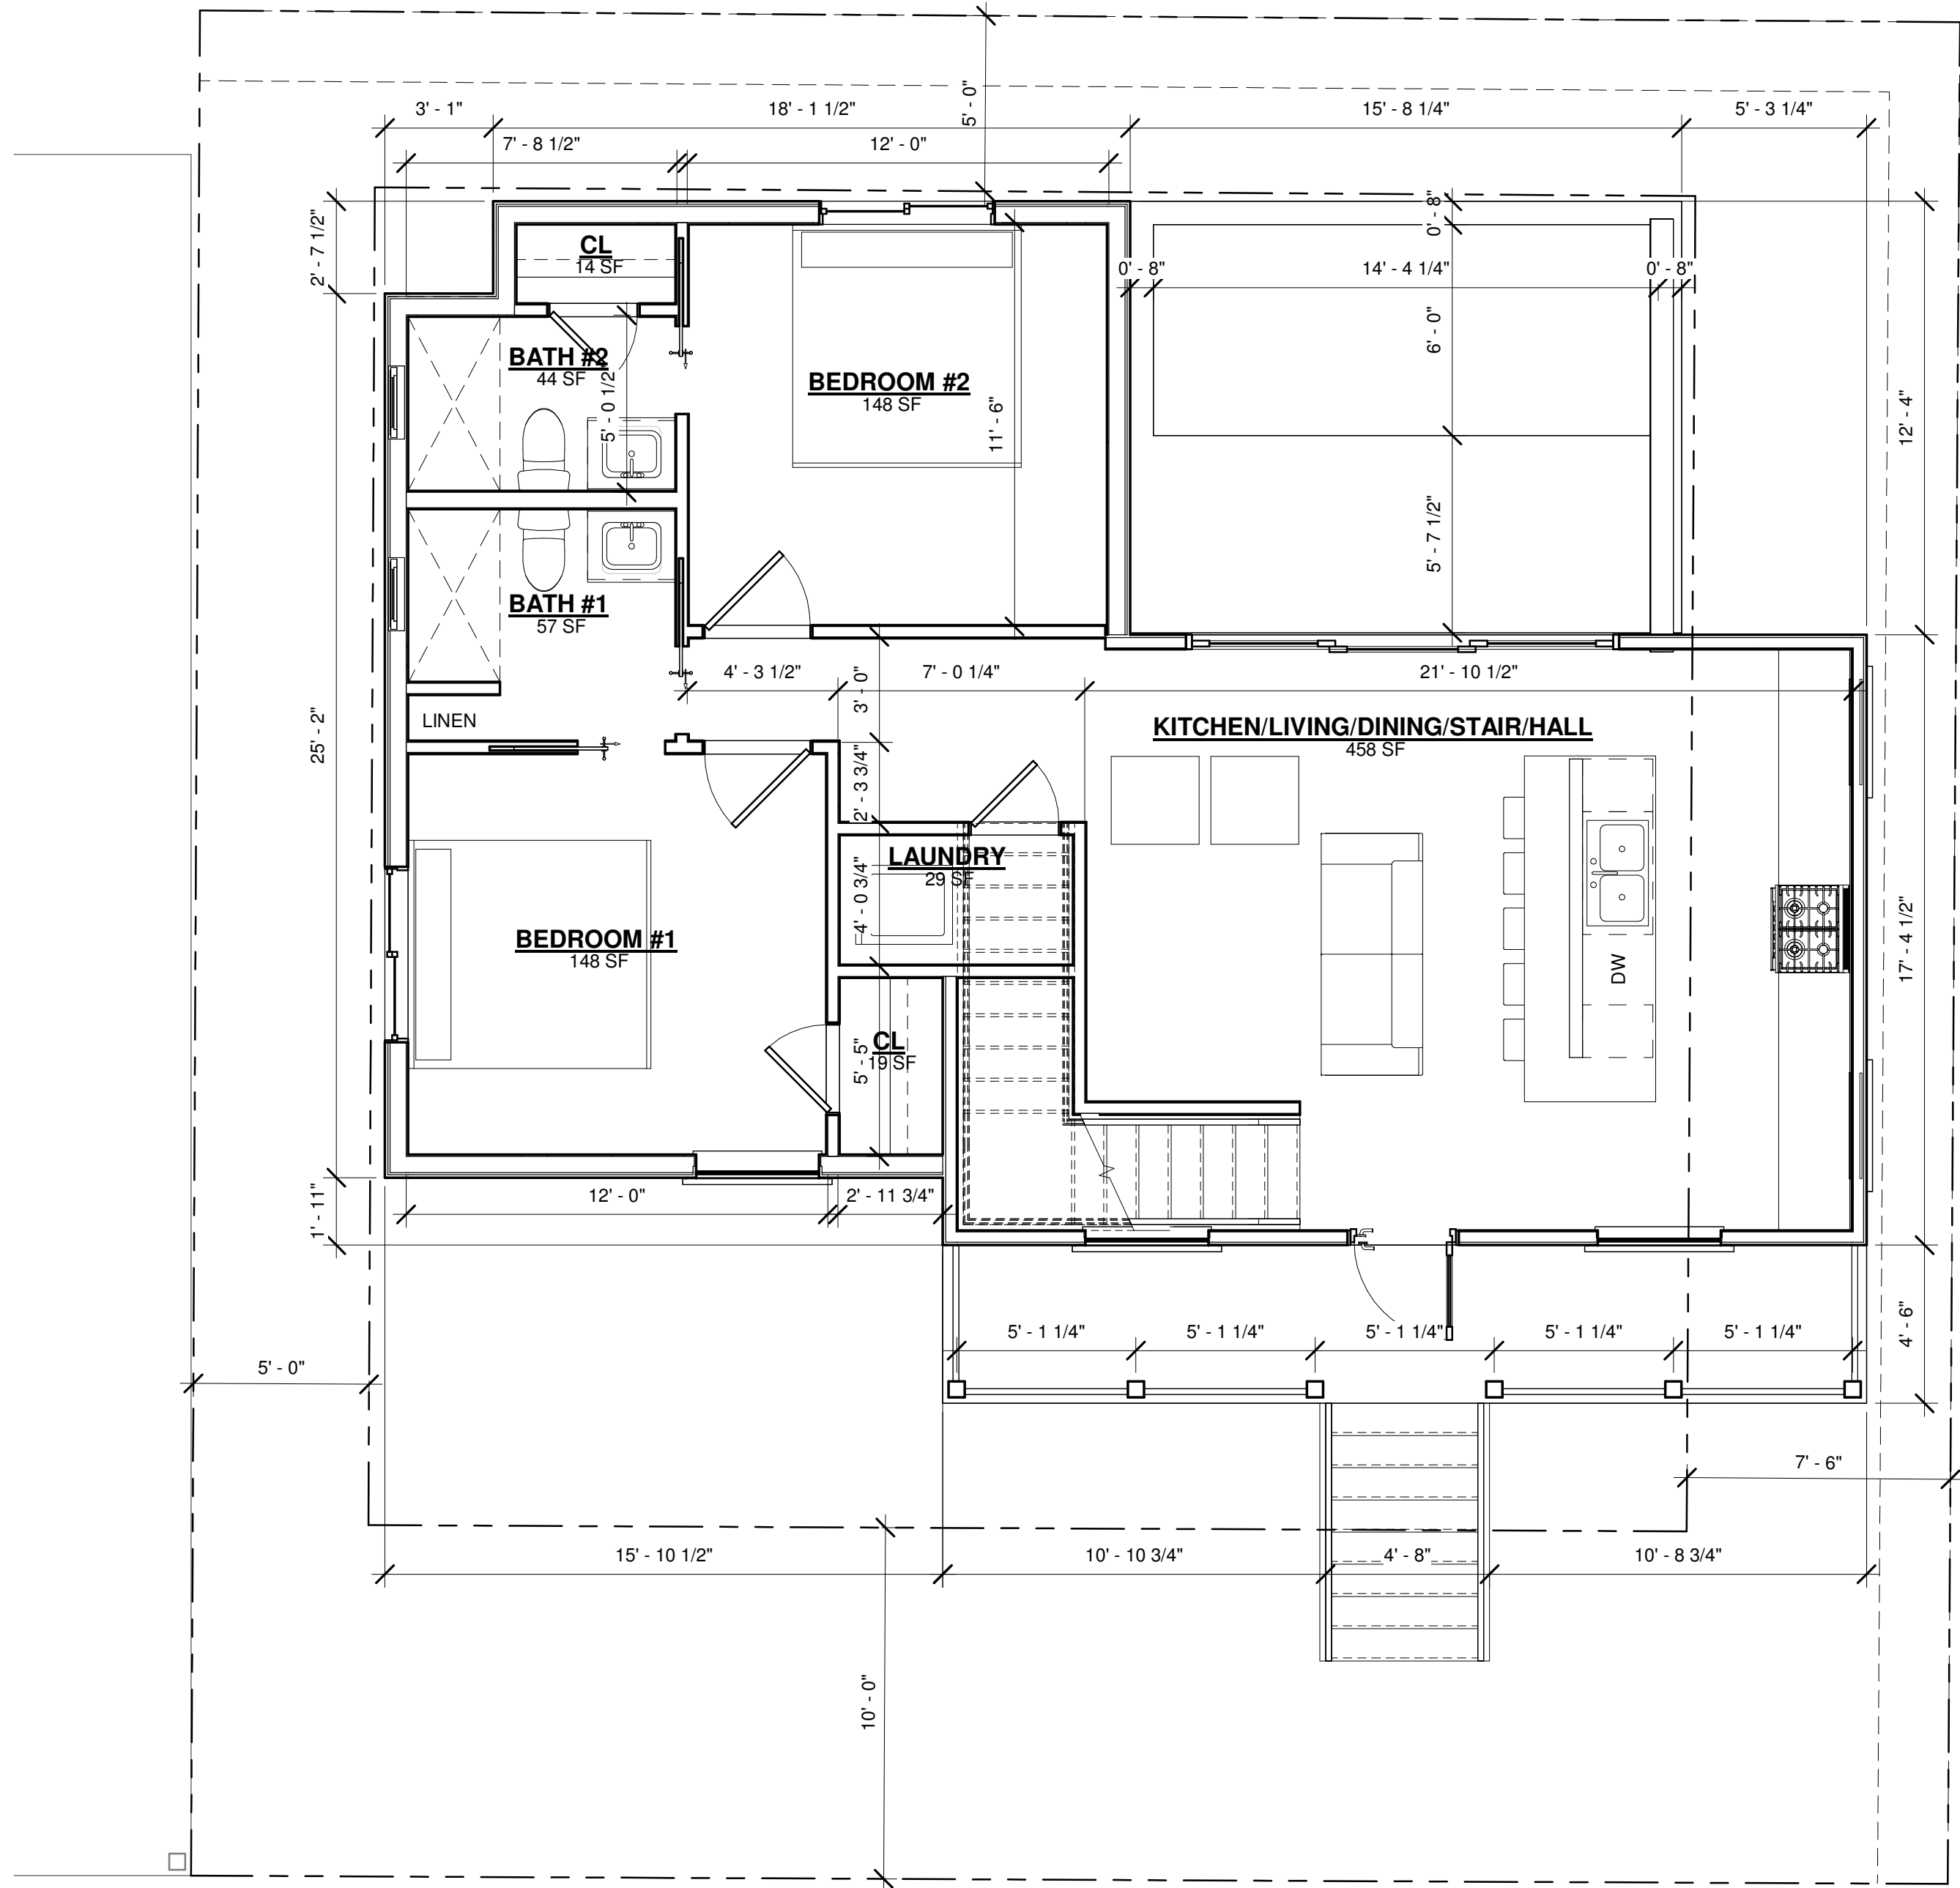 5' - 0"
3' - 1"
18' - 1 1/2"
15' - 8 1/4"
5' - 3 1/4"
7' - 8 1/2"
12' - 0"
2' - 7 1/2"
0' - 8"
CL
14 SF
0' - 8"
14' - 4 1/4"
0' - 8"
6' - 0"
BATH #2
44 SF
5' - 0 1/2"
BEDROOM #2
148 SF
11' - 6"
12' - 4"
5' - 7 1/2"
BATH #1
57 SF
4' - 3 1/2"
7' - 0 1/4"
21' - 10 1/2"
3' - 0"
LINEN
25' - 2"
KITCHEN/LIVING/DINING/STAIR/HALL
458 SF
2' - 3 3/4"
LAUNDRY
29 SF
4' - 0 3/4"
BEDROOM #1
148 SF
DW
17' - 4 1/2"
CL
19 SF
5' - 5"
12' - 0"
2' - 11 3/4"
1' - 11"
5' - 1 1/4"
5' - 1 1/4"
5' - 1 1/4"
5' - 1 1/4"
5' - 1 1/4"
4' - 6"
5' - 0"
7' - 6"
15' - 10 1/2"
10' - 10 3/4"
4' - 8"
10' - 8 3/4"
10' - 0"